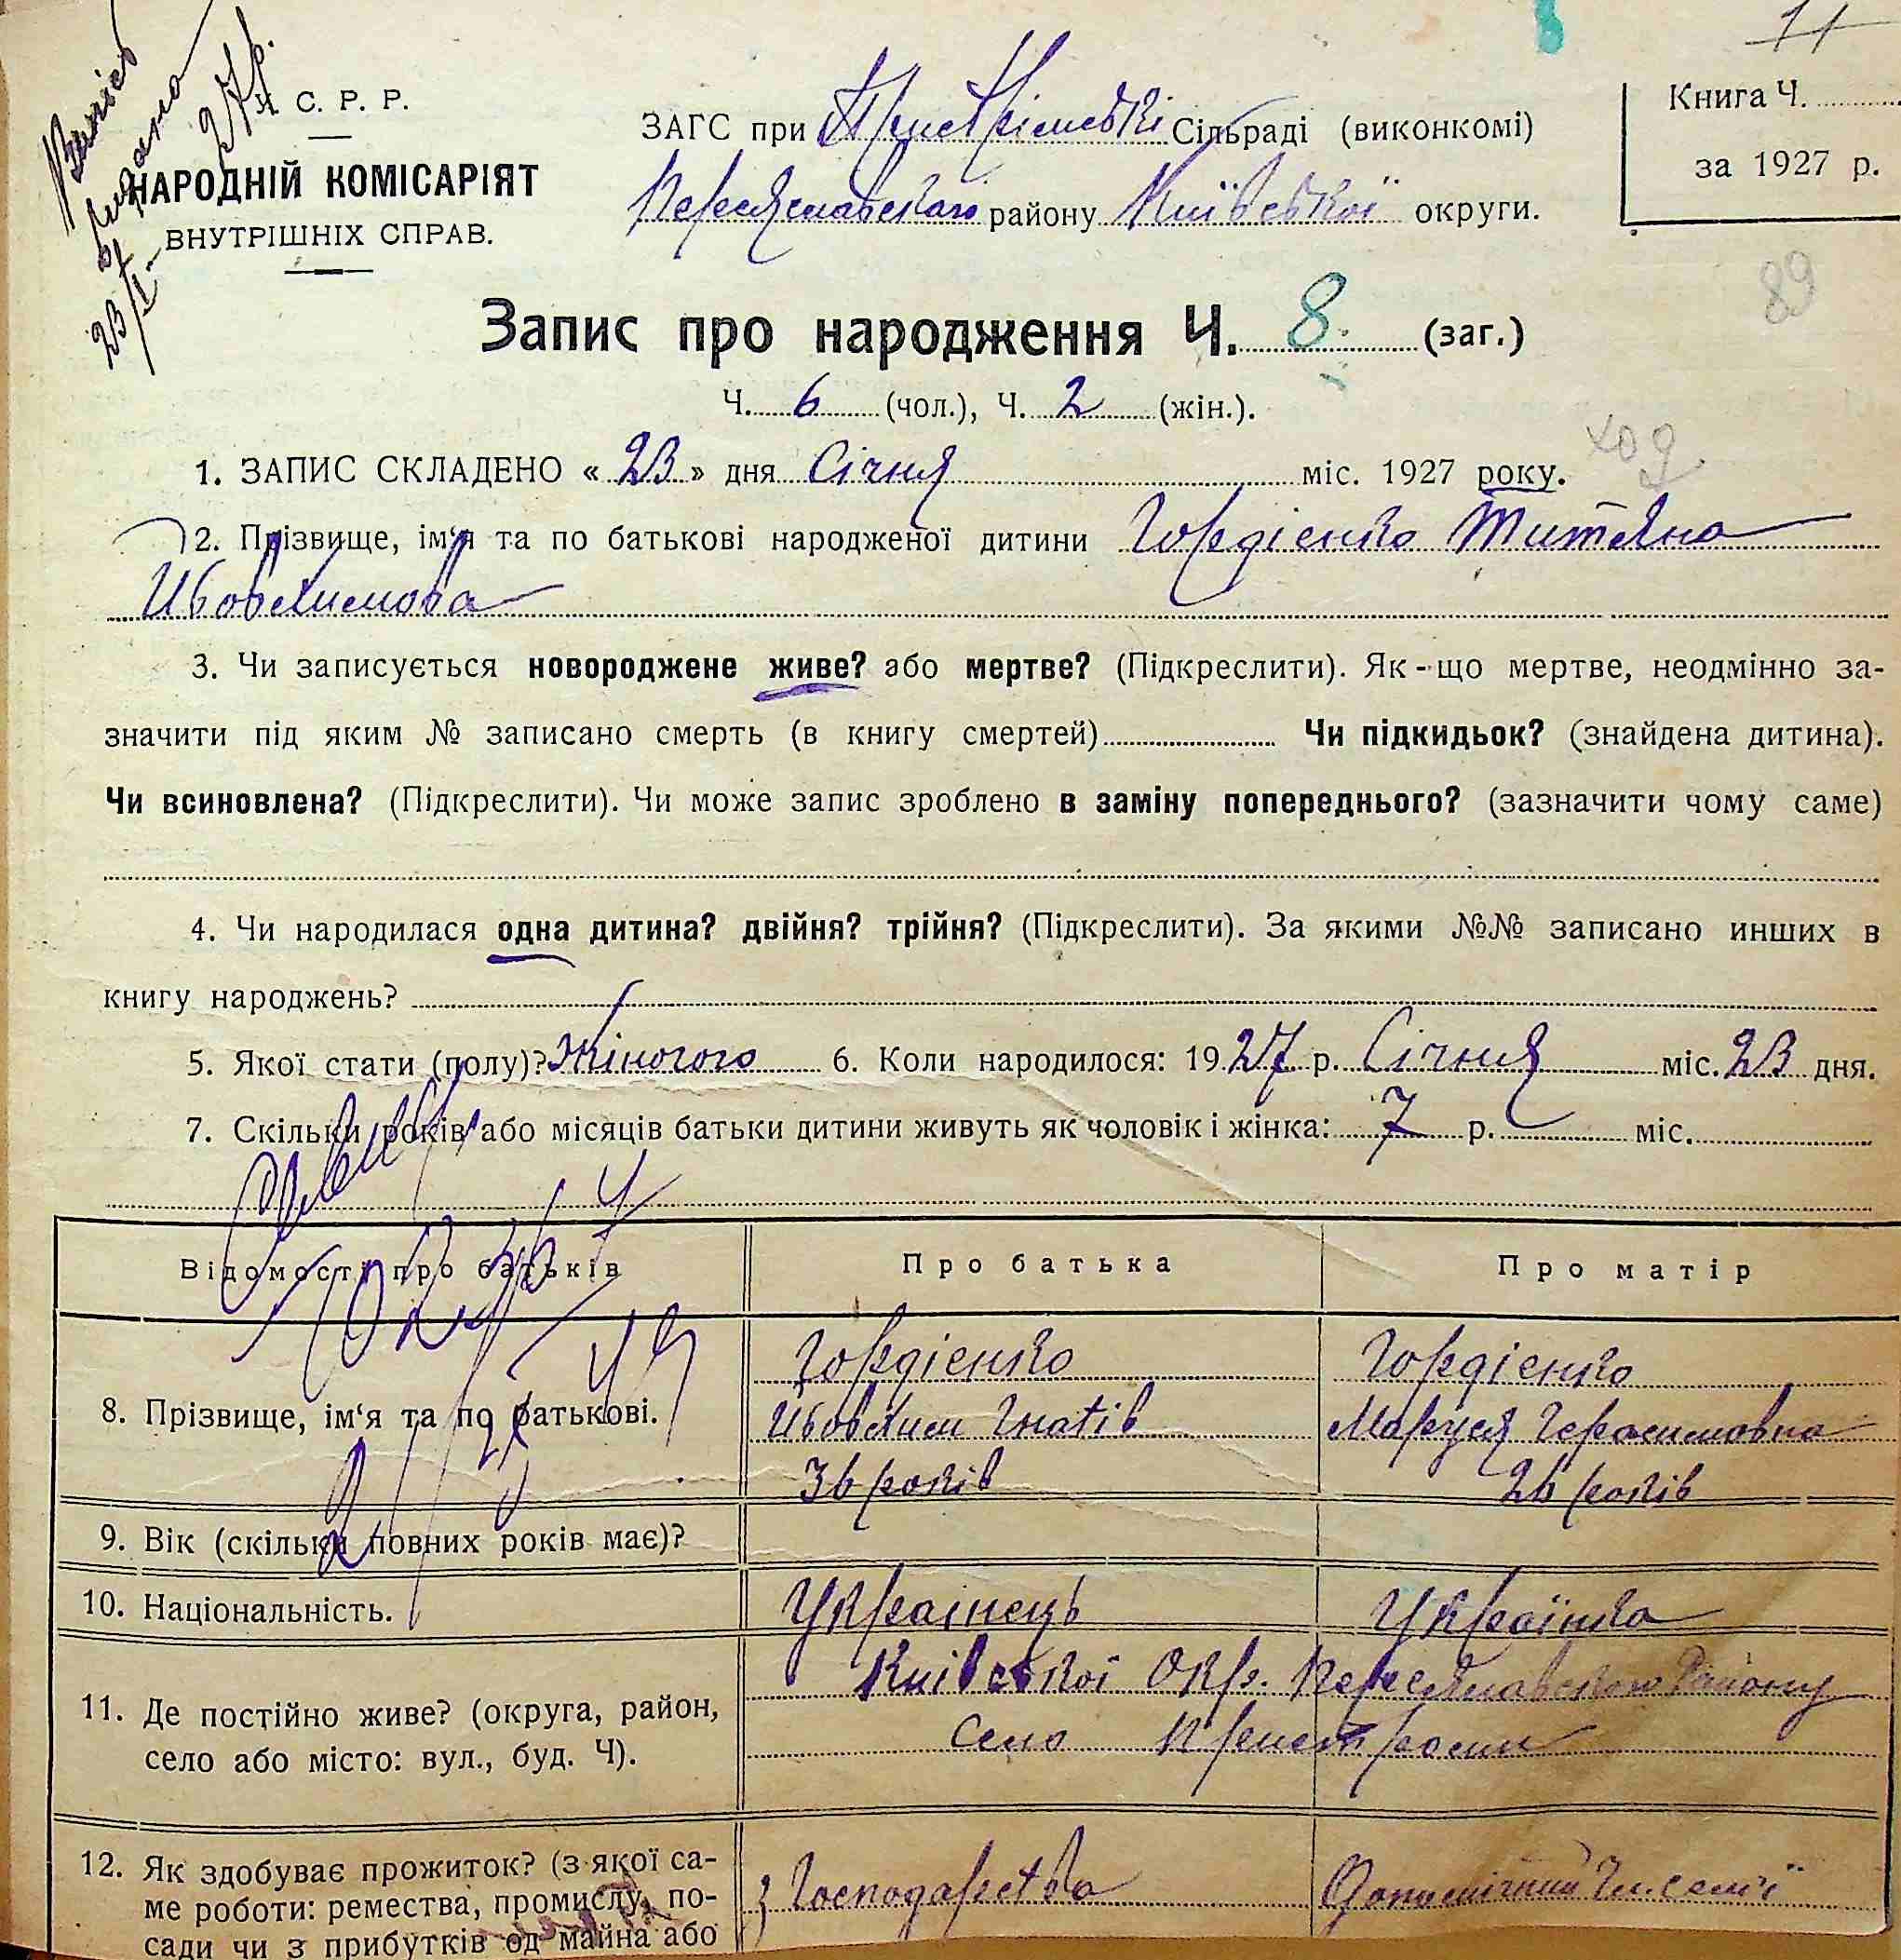 11
У. С. Р. Р.
НАРОДНІЙ КОМІСАРІЯТ
ВНУТРІШНІХ СПРАВ.
ЗАГС при Сільраді (виконкомі)
Переяславського району Київської округи.
Книга Ч.
за 1927 р.
89
Запис про народження Ч. 8 (заг.)
Ч. 6 (чол.), Ч. 2 (жін.).
1. ЗАПИС СКЛАДЕНО « 23 » дня Січня міс. 1927 року.
2. Прізвище, ім'я та по батькові народженої дитини Гордієнко Титяна
3. Чи записується новороджене живе? або мертве? (Підкреслити). Як-що мертве, неодмінно за-
значити під яким № записано смерть (в книгу смертей) Чи підкидьок? (знайдена дитина).
Чи всиновлена? (Підкреслити). Чи може запис зроблено в заміну попереднього? (зазначити чому саме)
4. Чи народилася одна дитина? двійня? трійня? (Підкреслити). За якими №№ записано инших в
книгу народжень?
5. Якої стати (полу)? Жіногого 6. Коли народилося: 1927 р. Січня міс. 23 дня.
7. Скільки років або місяців батьки дитини живуть як чоловік і жінка: 7 р. міс.
Відомості про батьків Про батька Про матір
Гордієнко Гордієнко
8. Прізвище, ім'я та по батькові. Гнатів Маруся Герасимовна
36 років 26 років
9. Вік (скільки повних років має)?
10. Національність. Українець Українка
Київської Окр. Переяславського Району
11. Де постійно живе? (округа, район,
село або місто: вул., буд. Ч). Село
12. Як здобуває прожиток? (з якої са-
ме роботи: ремества, промислу, по- з Господарства
сади чи з прибутків од майна або